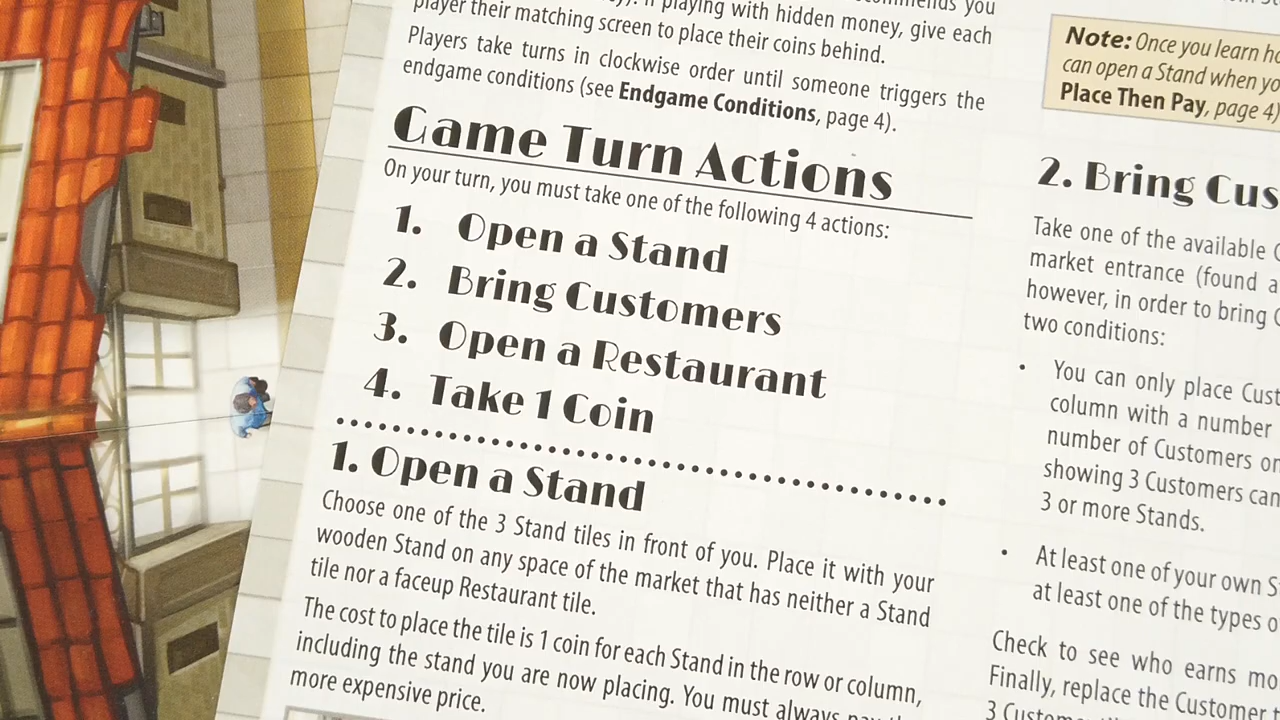 player their matching screen to place their coins behind.
playing with hidden money, give each
Players take turns in clockwise order until someone triggers the
endgame conditions (see Endgame Conditions, page 4).
Game Turn Actions
On your turn, you must take one of the following 4 actions:
1. Open a Stand
2. Bring Customers
3. Open a Restaurant
4. Take 1 Coin
1. Open a Stand
Choose one of the 3 Stand tiles in front of you. Place it with your
wooden Stand on any space of the market that has neither a Stand
tile nor a faceup Restaurant tile.
The cost to place the tile is 1 coin for each Stand in the row or column,
including the stand you are now placing. You must always
more expensive price.
Note: Once you learn
can open a Stand when
Place Then Pay, page 4)
2. Bring
Take one of the available
market entrance (found a
however, in order to bring
two conditions:
• You can only place
column with a number
number of Customers
showing 3 Customers can
3 or more Stands.
• At least one of your own
at least one of the types
Check to see who earns
Finally, replace the Customer